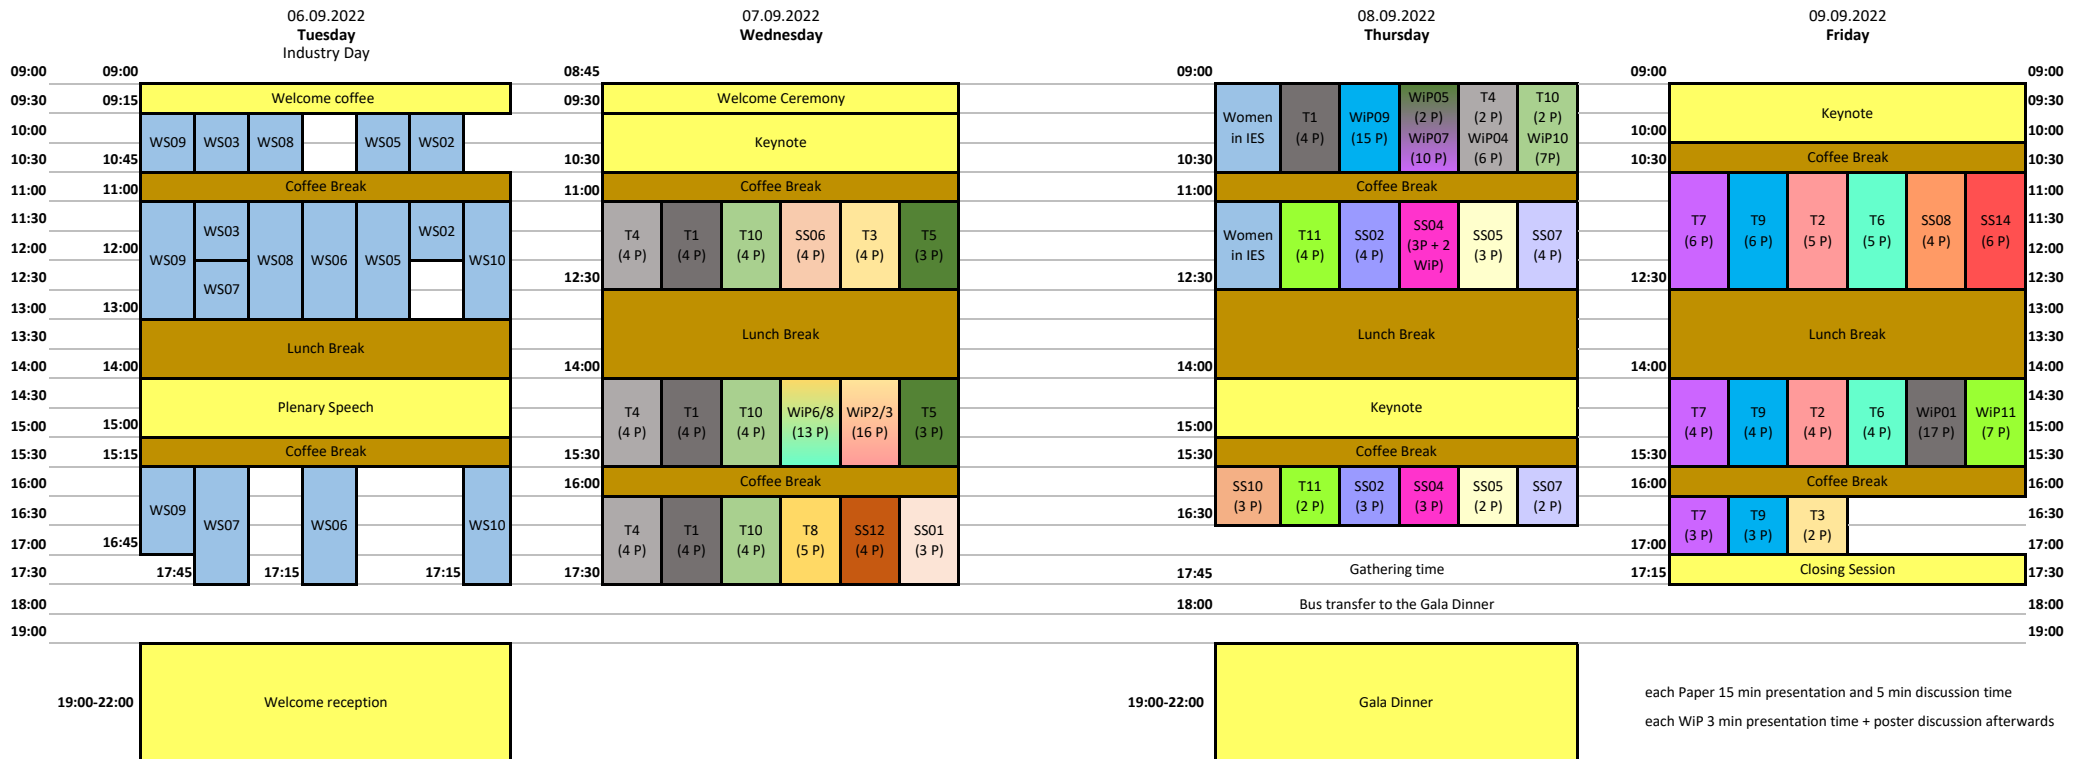 06.09.2022
Tuesday
Industry Day
07.09.2022
Wednesday
08.09.2022
Thursday
09.09.2022
Friday
09:00 09:00 08:45 09:00 09:00 09:00
09:30 09:15 Welcome coffee 09:30 Welcome Ceremony
WS09 WS03 WS08 WS05 WS02
Keynote
Women
in IES
T1
(4 P)
WiP09
(15 P)
WiP05
(2 P)
WiP07
(10 P)
T4
(2 P)
WiP04
(6 P)
T10
(2 P)
WiP10
(7P)
Keynote
09:30
10:00 10:00 10:00
10:30 10:45 10:30 10:30 10:30 Coffee Break 10:30
11:00 11:00 Coffee Break 11:00 Coffee Break 11:00 Coffee Break 11:00
11:30
12:00 12:00
12:30
13:00 13:00
WS09
WS03
WS07
WS08
WS06
WS05
WS02
WS10
12:30
T4
(4 P)
T1
(4 P)
T10
(4 P)
SS06
(4 P)
T3
(4 P)
T5
(3 P)
12:30
Women
in IES
T11
(4 P)
SS02
(4 P)
SS04
(3P + 2
WiP)
SS05
(3 P)
SS07
(4 P)
12:30
T7
(6 P)
T9
(6 P)
T2
(5 P)
T6
(5 P)
SS08
(4 P)
SS14
(6 P)
11:30
12:00
12:30
13:00
13:30 Lunch Break Lunch Break Lunch Break Lunch Break 13:30
14:00 14:00 14:00 14:00 14:00 14:00
14:30 Plenary Speech
15:00 15:00
T4
(4 P)
T1
(4 P)
T10
(4 P)
WiP6/8
(13 P)
WiP2/3
(16 P)
T5
(3 P)
Keynote
15:00
T7
(4 P)
T9
(4 P)
T2
(4 P)
T6
(4 P)
WiP01
(17 P)
WiP11
(7 P)
14:30
15:00
15:30 15:15 Coffee Break 15:30 15:30 Coffee Break 15:30 15:30
16:00 16:00 Coffee Break Coffee Break 16:00 16:00
16:30
17:00 16:45
17:30
WS09
WS07
WS06
WS10
17:45 17:15 17:15
17:30
T4
(4 P)
T1
(4 P)
T10
(4 P)
T8
(5 P)
SS12
(4 P)
SS01
(3 P)
16:30
SS10
(3 P)
T11
(2 P)
SS02
(3 P)
SS04
(3 P)
SS05
(2 P)
SS07
(2 P)
17:00
T7
(3 P)
T9
(3 P)
T3
(2 P)
16:30
17:00
17:45 Gathering time 17:15 Closing Session 17:30
18:00 18:00 Bus transfer to the Gala Dinner 18:00
19:00 19:00
19:00-22:00 Welcome reception 19:00-22:00 Gala Dinner
each Paper 15 min presentation and 5 min discussion time
each WiP 3 min presentation time + poster discussion afterwards